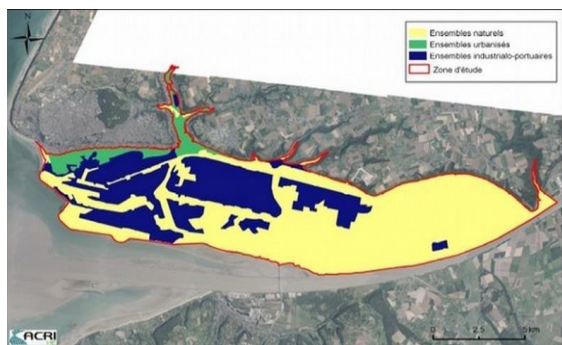 N
Ensembles naturels
Ensembles urbanisés
Ensembles industrialo-portuaires
Zone d'étude
ACRI
0 2.5 5 km